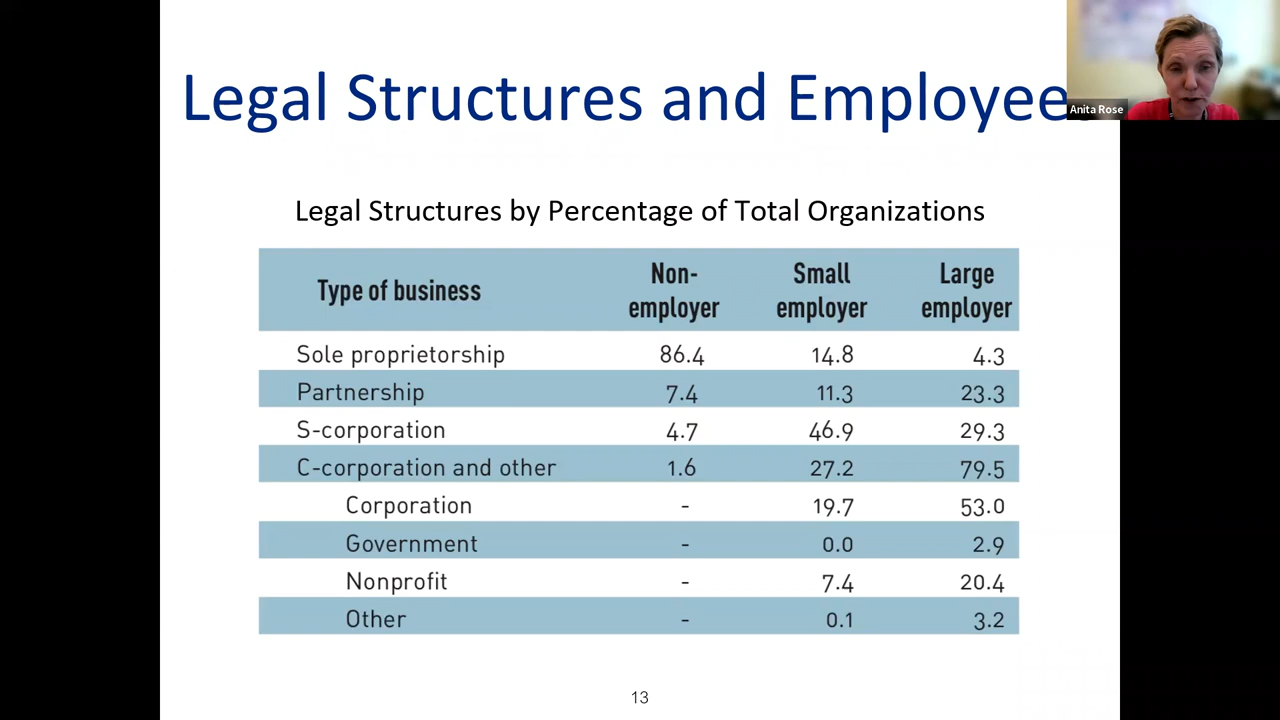 Legal Structures and Employee
Anita Rose
Legal Structures by Percentage of Total Organizations
Type of business Non-employer Small employer Large employer
Sole proprietorship 86.4 14.8 4.3
Partnership 7.4 11.3 23.3
S-corporation 4.7 46.9 29.3
C-corporation and other 1.6 27.2 79.5
Corporation - 19.7 53.0
Government - 0.0 2.9
Nonprofit - 7.4 20.4
Other - 0.1 3.2
13